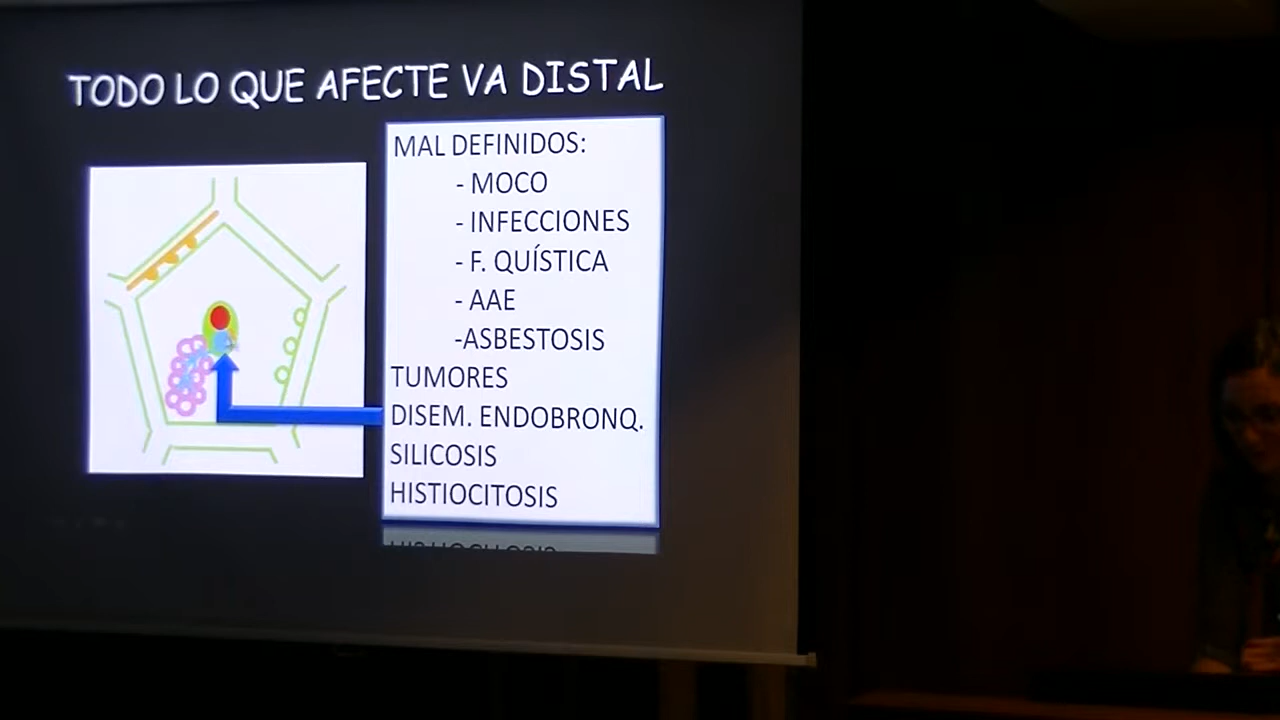 TODO LO QUE AFECTE VA DISTAL
MAL DEFINIDOS:
- MOCO
- INFECCIONES
- F. QUÍSTICA
- AAE
-ASBESTOSIS
TUMORES
DISEM. ENDOBRONQ.
SILICOSIS
HISTIOCITOSIS